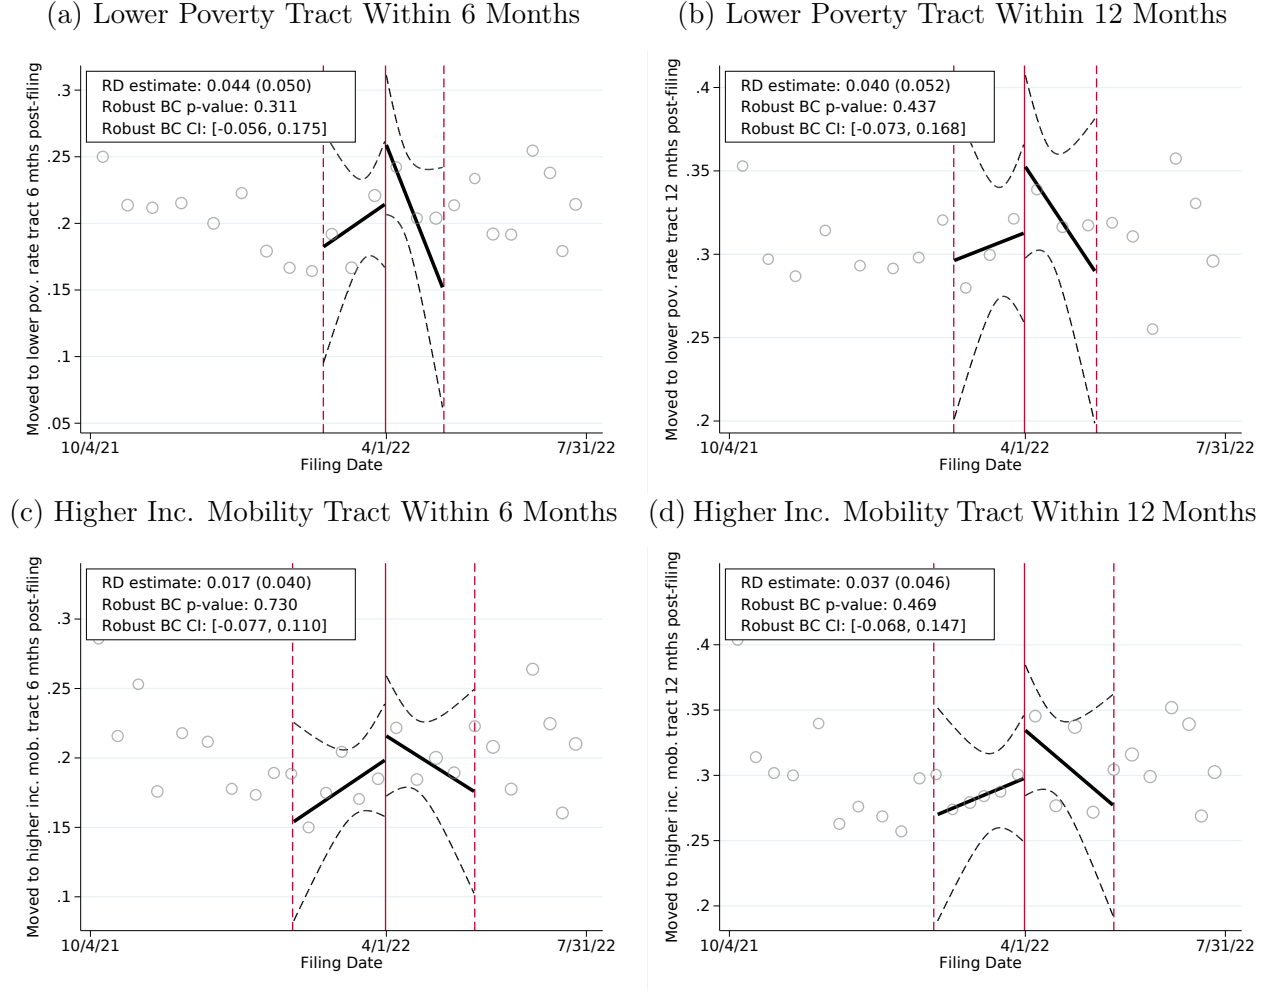 (a) Lower Poverty Tract Within 6 Months
Moved to lower pov. rate tract 6 mths post-filing
RD estimate: 0.044 (0.050)
Robust BC p-value: 0.311
Robust BC CI: [-0.056, 0.175]
.3
.25
.2
.15
.1
.05
10/4/21
4/1/22
7/31/22
Filing Date
(b) Lower Poverty Tract Within 12 Months
Moved to lower pov. rate tract 12 mths post-filing
RD estimate: 0.040 (0.052)
Robust BC p-value: 0.437
Robust BC CI: [-0.073, 0.168]
.4
.35
.3
.25
.2
10/4/21
4/1/22
7/31/22
Filing Date
(c) Higher Inc. Mobility Tract Within 6 Months
Moved to higher inc. mob. tract 6 mths post-filing
RD estimate: 0.017 (0.040)
Robust BC p-value: 0.730
Robust BC CI: [-0.077, 0.110]
.3
.25
.2
.15
.1
10/4/21
4/1/22
7/31/22
Filing Date
(d) Higher Inc. Mobility Tract Within 12 Months
Moved to higher inc. mob. tract 12 mths post-filing
RD estimate: 0.037 (0.046)
Robust BC p-value: 0.469
Robust BC CI: [-0.068, 0.147]
.4
.35
.3
.25
.2
10/4/21
4/1/22
7/31/22
Filing Date